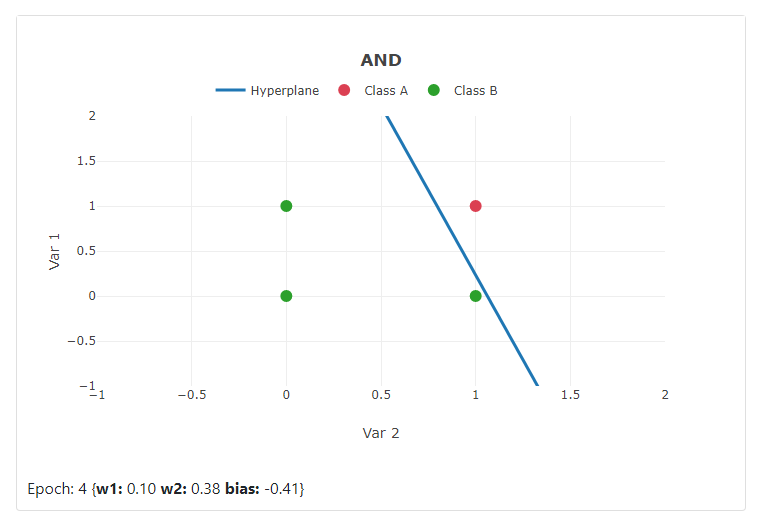 AND
Hyperplane Class A Class B
2
1.5
1
0.5
0
−0.5
−1
Var 1
−1 −0.5 0 0.5 1 1.5 2
Var 2
Epoch: 4 {w1: 0.10 w2: 0.38 bias: -0.41}